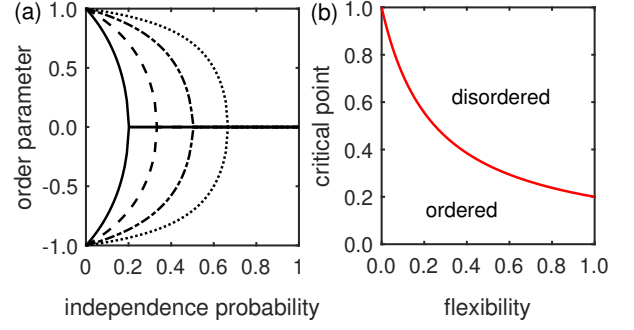 (a)
1.0
0.5
0.0
-0.5
-1.0
order parameter
0 0.2 0.4 0.6 0.8 1
independence probability
(b)
1.0
0.8
0.6
0.4
0.2
0.0
critical point
disordered
ordered
0.0 0.2 0.4 0.6 0.8 1.0
flexibility